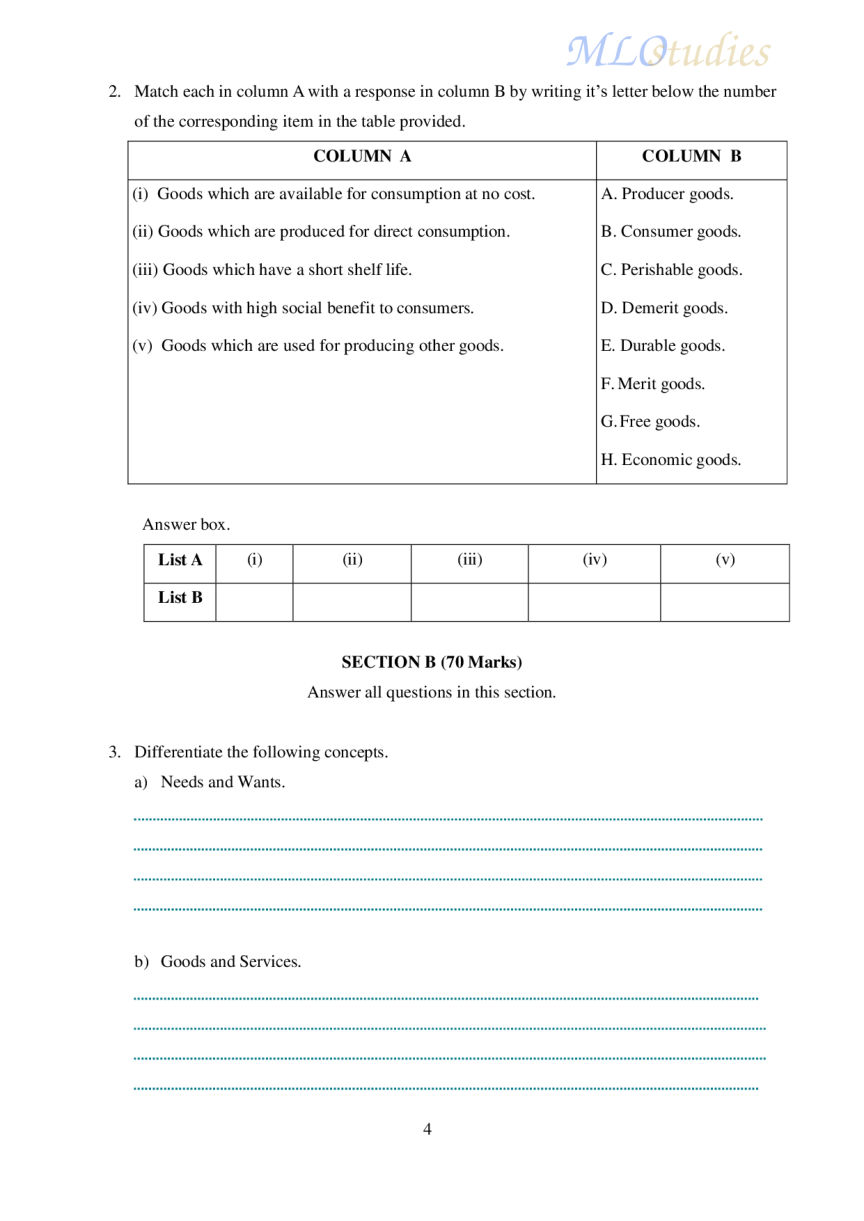 MLOstudies
2. Match each in column A with a response in column B by writing it's letter below the number
of the corresponding item in the table provided.
COLUMN A COLUMN B
(i) Goods which are available for consumption at no cost. A. Producer goods.
(ii) Goods which are produced for direct consumption. B. Consumer goods.
(iii) Goods which have a short shelf life. C. Perishable goods.
(iv) Goods with high social benefit to consumers. D. Demerit goods.
(v) Goods which are used for producing other goods. E. Durable goods.
F. Merit goods.
G. Free goods.
H. Economic goods.
Answer box.
List A (i) (ii) (iii) (iv) (v)
List B
SECTION B (70 Marks)
Answer all questions in this section.
3. Differentiate the following concepts.
a) Needs and Wants.
b) Goods and Services.
4